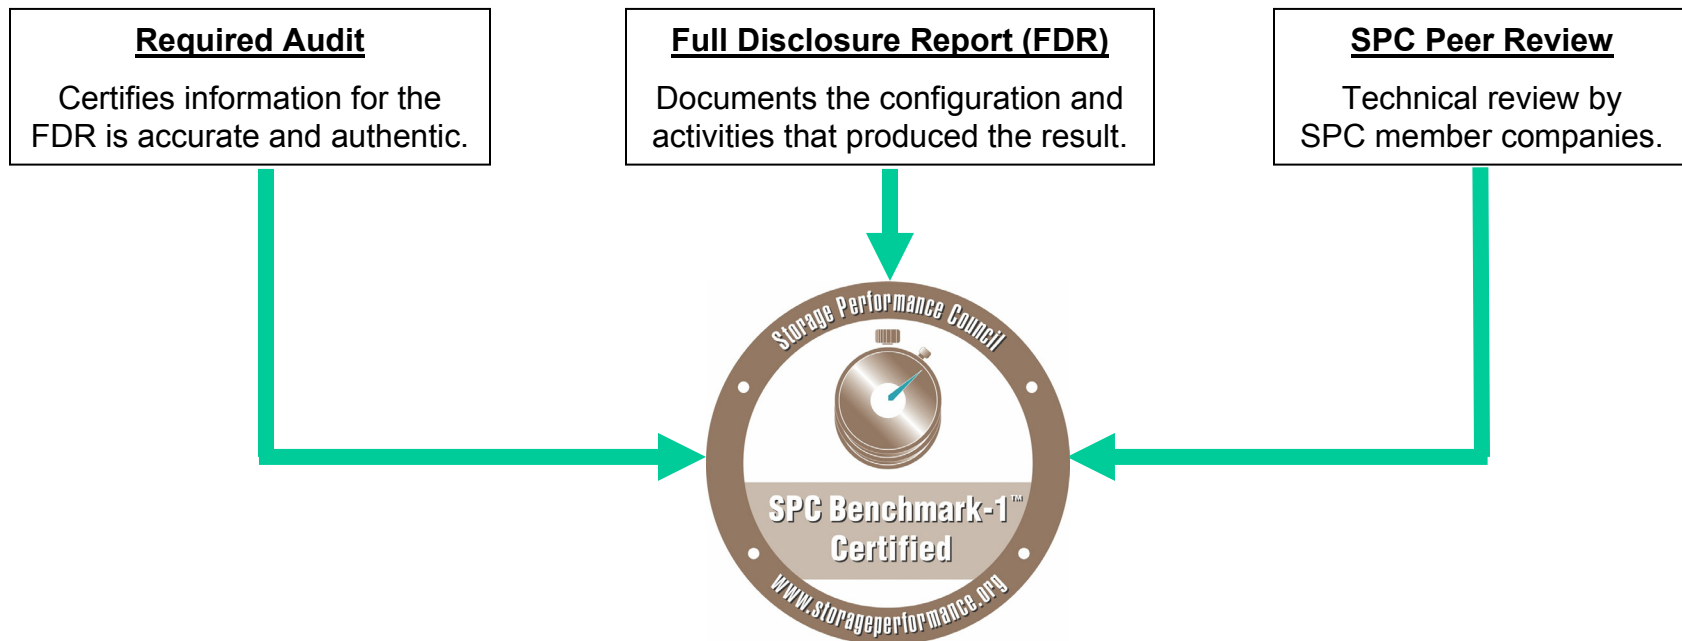 Required Audit
Certifies information for the
FDR is accurate and authentic.
Full Disclosure Report (FDR)
Documents the configuration and
activities that produced the result.
SPC Peer Review
Technical review by
SPC member companies.
Storage Performance Council
SPC Benchmark-1™
Certified
www.storageperformance.org